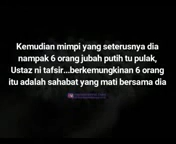 Kemudian mimpi yang seterusnya dia
nampak 6 orang jubah putih tu pulak,
Ustaz ni tafsir...berkemungkinan 6 orang
itu adalah sahabat yang mati bersama dia